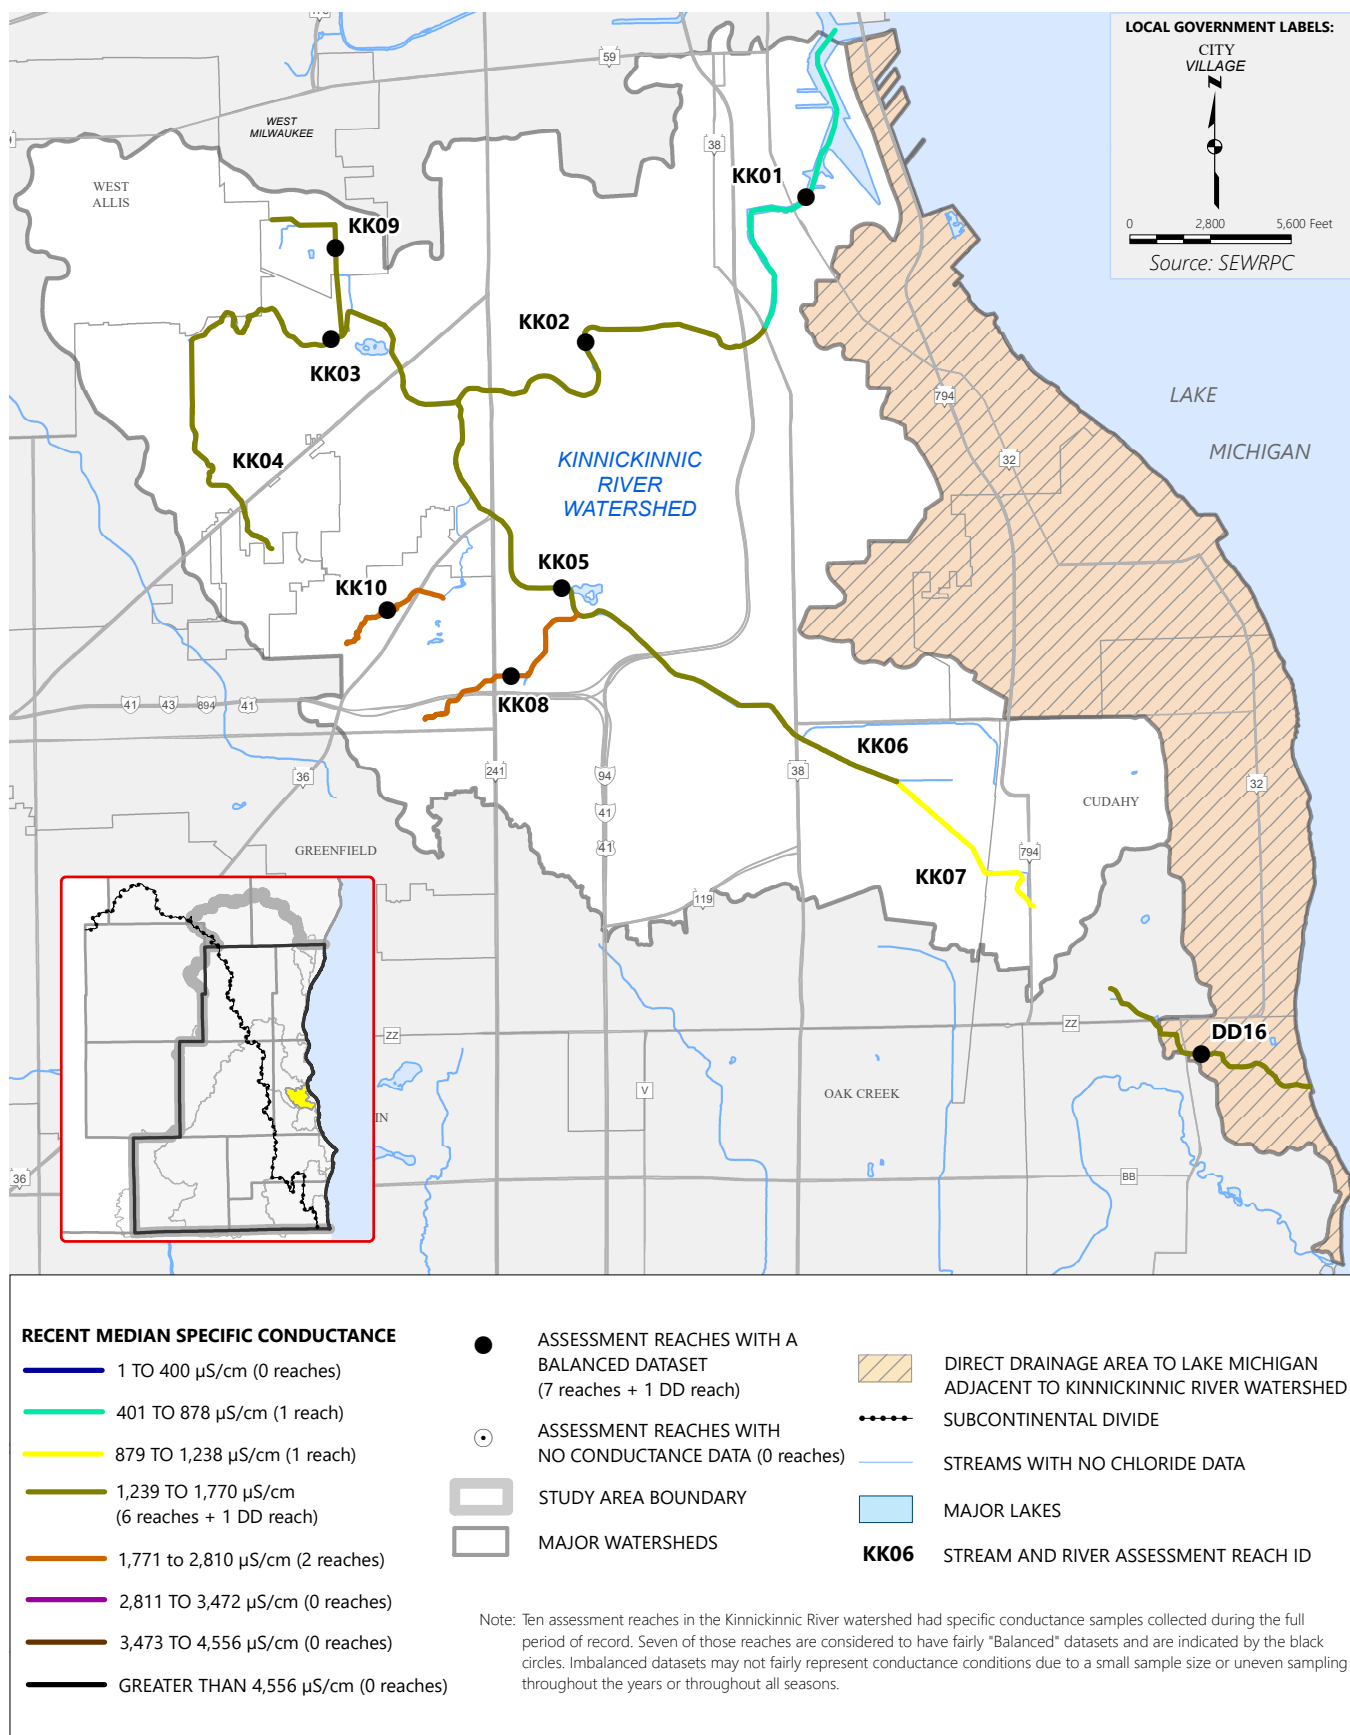 LOCAL GOVERNMENT LABELS:
CITY
VILLAGE
N
0 2,800 5,600 Feet
Source: SEWRPC
59
WEST
MILWAUKEE
38
WEST
ALLIS
KK01
KK09
KK02
KK03
794
LAKE
MICHIGAN
32
KK04
KINNICKINNIC
RIVER
WATERSHED
KK05
KK10
41
43
894
41
KK08
KK06
36
241
94
38
32
41
CUDAHY
41
GREENFIELD
794
KK07
119
ZZ
ZZ
DD16
V
OAK CREEK
IN
36
BB
RECENT MEDIAN SPECIFIC CONDUCTANCE
1 TO 400 µS/cm (0 reaches)
401 TO 878 µS/cm (1 reach)
879 TO 1,238 µS/cm (1 reach)
1,239 TO 1,770 µS/cm
(6 reaches + 1 DD reach)
1,771 to 2,810 µS/cm (2 reaches)
2,811 TO 3,472 µS/cm (0 reaches)
3,473 TO 4,556 µS/cm (0 reaches)
GREATER THAN 4,556 µS/cm (0 reaches)
ASSESSMENT REACHES WITH A
BALANCED DATASET
(7 reaches + 1 DD reach)
ASSESSMENT REACHES WITH
NO CONDUCTANCE DATA (0 reaches)
STUDY AREA BOUNDARY
MAJOR WATERSHEDS
DIRECT DRAINAGE AREA TO LAKE MICHIGAN
ADJACENT TO KINNICKINNIC RIVER WATERSHED
SUBCONTINENTAL DIVIDE
STREAMS WITH NO CHLORIDE DATA
MAJOR LAKES
KK06 STREAM AND RIVER ASSESSMENT REACH ID
Note: Ten assessment reaches in the Kinnickinnic River watershed had specific conductance samples collected during the full
period of record. Seven of those reaches are considered to have fairly "Balanced" datasets and are indicated by the black
circles. Imbalanced datasets may not fairly represent conductance conditions due to a small sample size or uneven sampling
throughout the years or throughout all seasons.